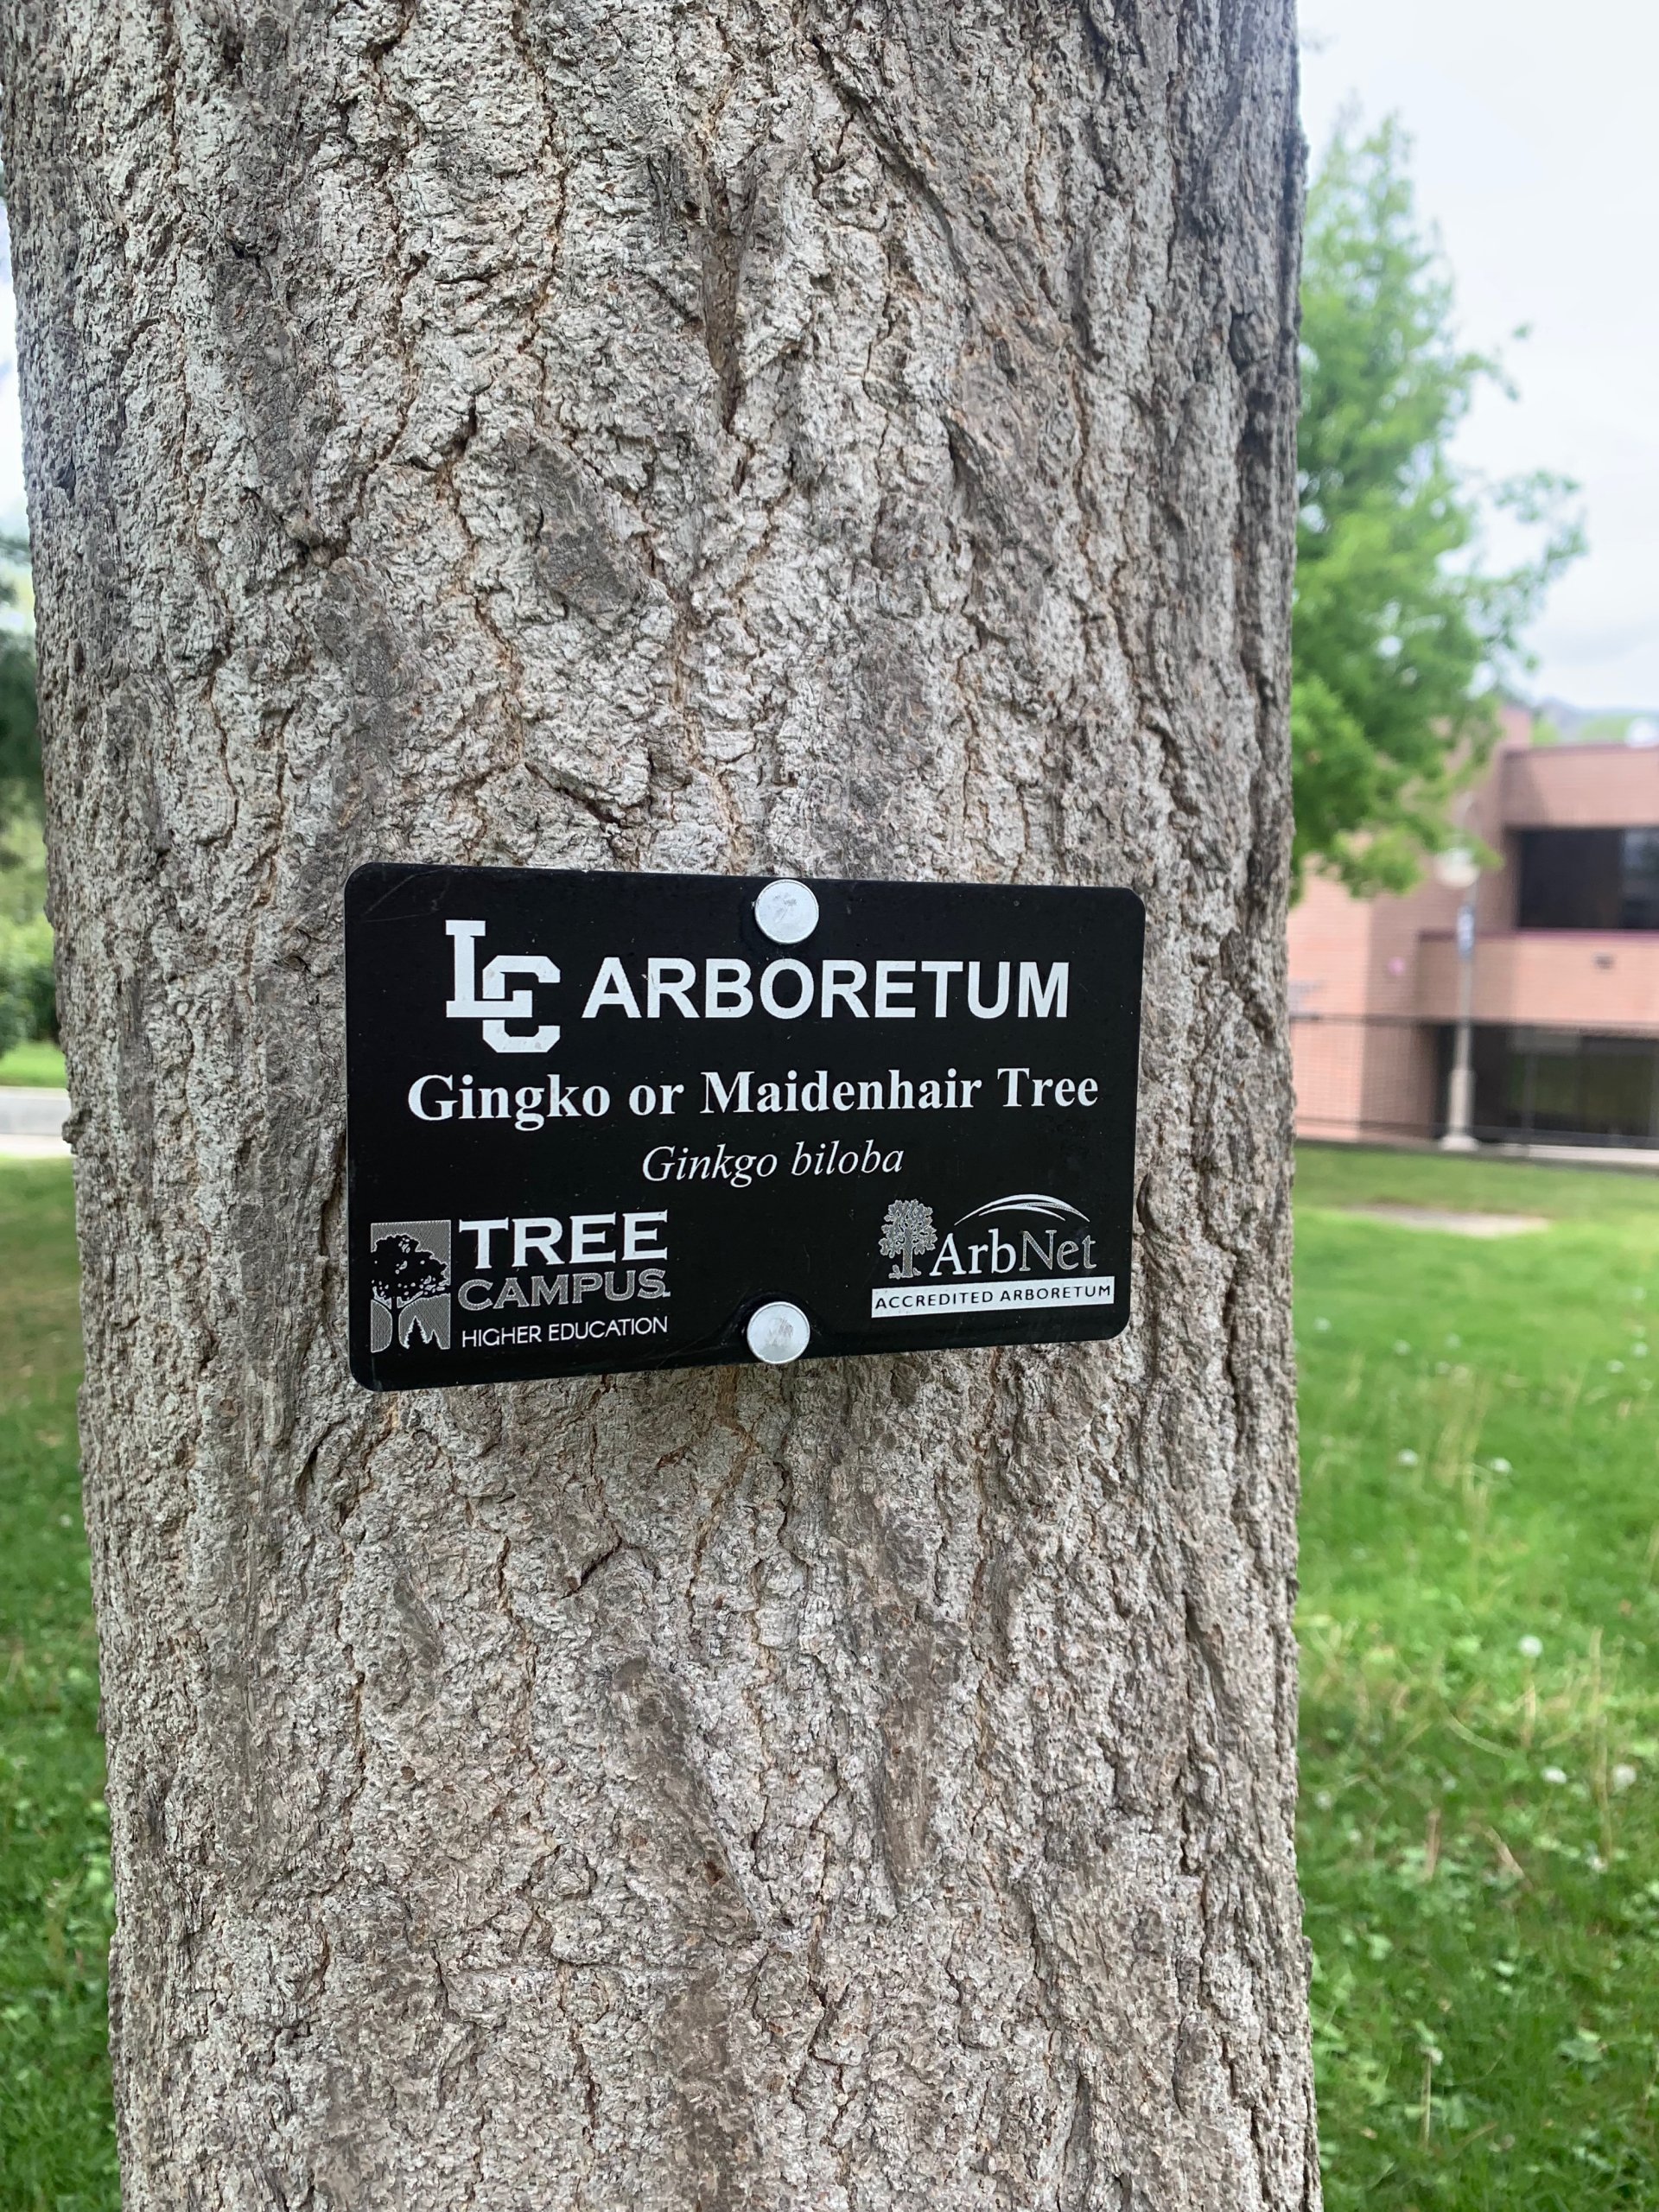 LC ARBORETUM
Gingko or Maidenhair Tree
Ginkgo biloba
TREE
CAMPUS
HIGHER EDUCATION
ArbNet
ACCREDITED ARBORETUM